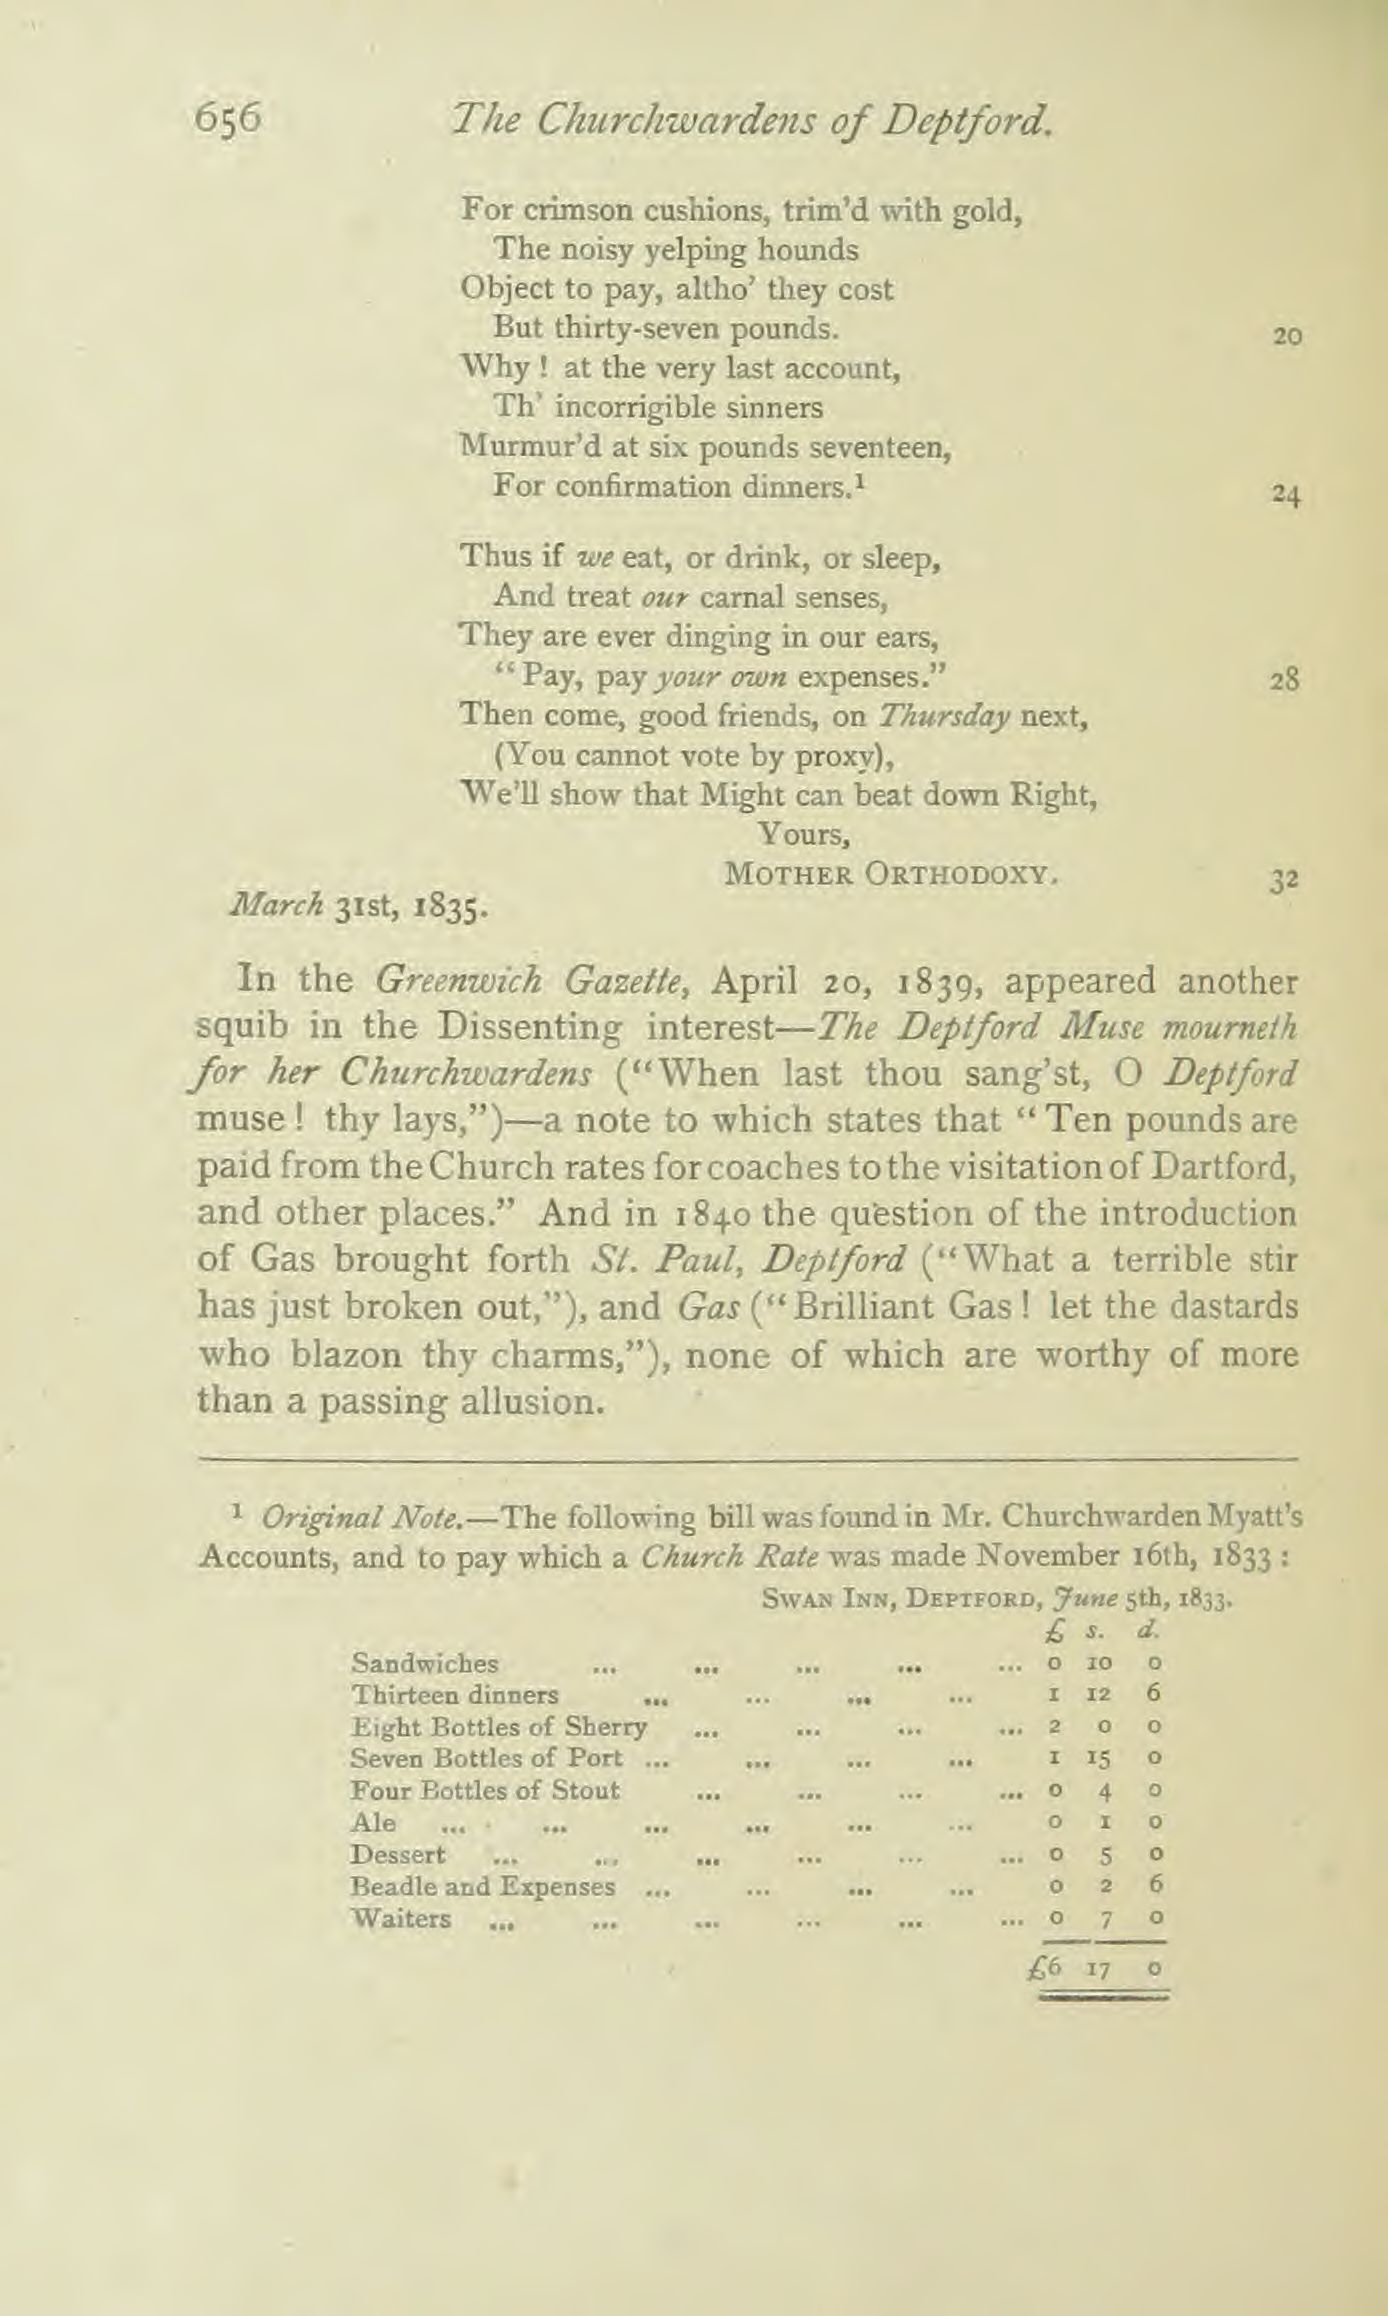 656 The Churchwardens of Deptford.
For crimson cushions, trim'd with gold,
The noisy yelping hounds
Object to pay, altho' they cost
But thirty-seven pounds. 20
Why ! at the very last account,
Th' incorrigible sinners
Murmur'd at six pounds seventeen,
For confirmation dinners.¹ 24
Thus if we eat, or drink, or sleep,
And treat our carnal senses,
They are ever dinging in our ears,
“ Pay, pay your own expenses.” 28
Then come, good friends, on Thursday next,
(You cannot vote by proxy),
We'll show that Might can beat down Right,
Yours,
MOTHER ORTHODOXY. 32
March 31st, 1835.
In the Greenwich Gazette, April 20, 1839, appeared another
squib in the Dissenting interest—The Deptford Muse mourneth
for her Churchwardens (“When last thou sang'st, O Deptford
muse ! thy lays,”)—a note to which states that “ Ten pounds are
paid from the Church rates for coaches to the visitation of Dartford,
and other places.” And in 1840 the question of the introduction
of Gas brought forth St. Paul, Deptford (“What a terrible stir
has just broken out,”), and Gas (“ Brilliant Gas ! let the dastards
who blazon thy charms,”), none of which are worthy of more
than a passing allusion.
¹ Original Note.—The following bill was found in Mr. Churchwarden Myatt's
Accounts, and to pay which a Church Rate was made November 16th, 1833 :
SWAN INN, DEPTFORD, June 5th, 1833.
£ s. d.
Sandwiches ... ... ... ... ... 0 10 0
Thirteen dinners ... ... ... ... 1 12 6
Eight Bottles of Sherry ... ... ... ... 2 0 0
Seven Bottles of Port ... ... ... ... 1 15 0
Four Bottles of Stout ... ... ... ... 0 4 0
Ale ... ... ... ... ... ... 0 1 0
Dessert ... ... ... ... ... ... 0 5 0
Beadle and Expenses ... ... ... ... 0 2 6
Waiters ... ... ... ... ... ... 0 7 0
£6 17 0